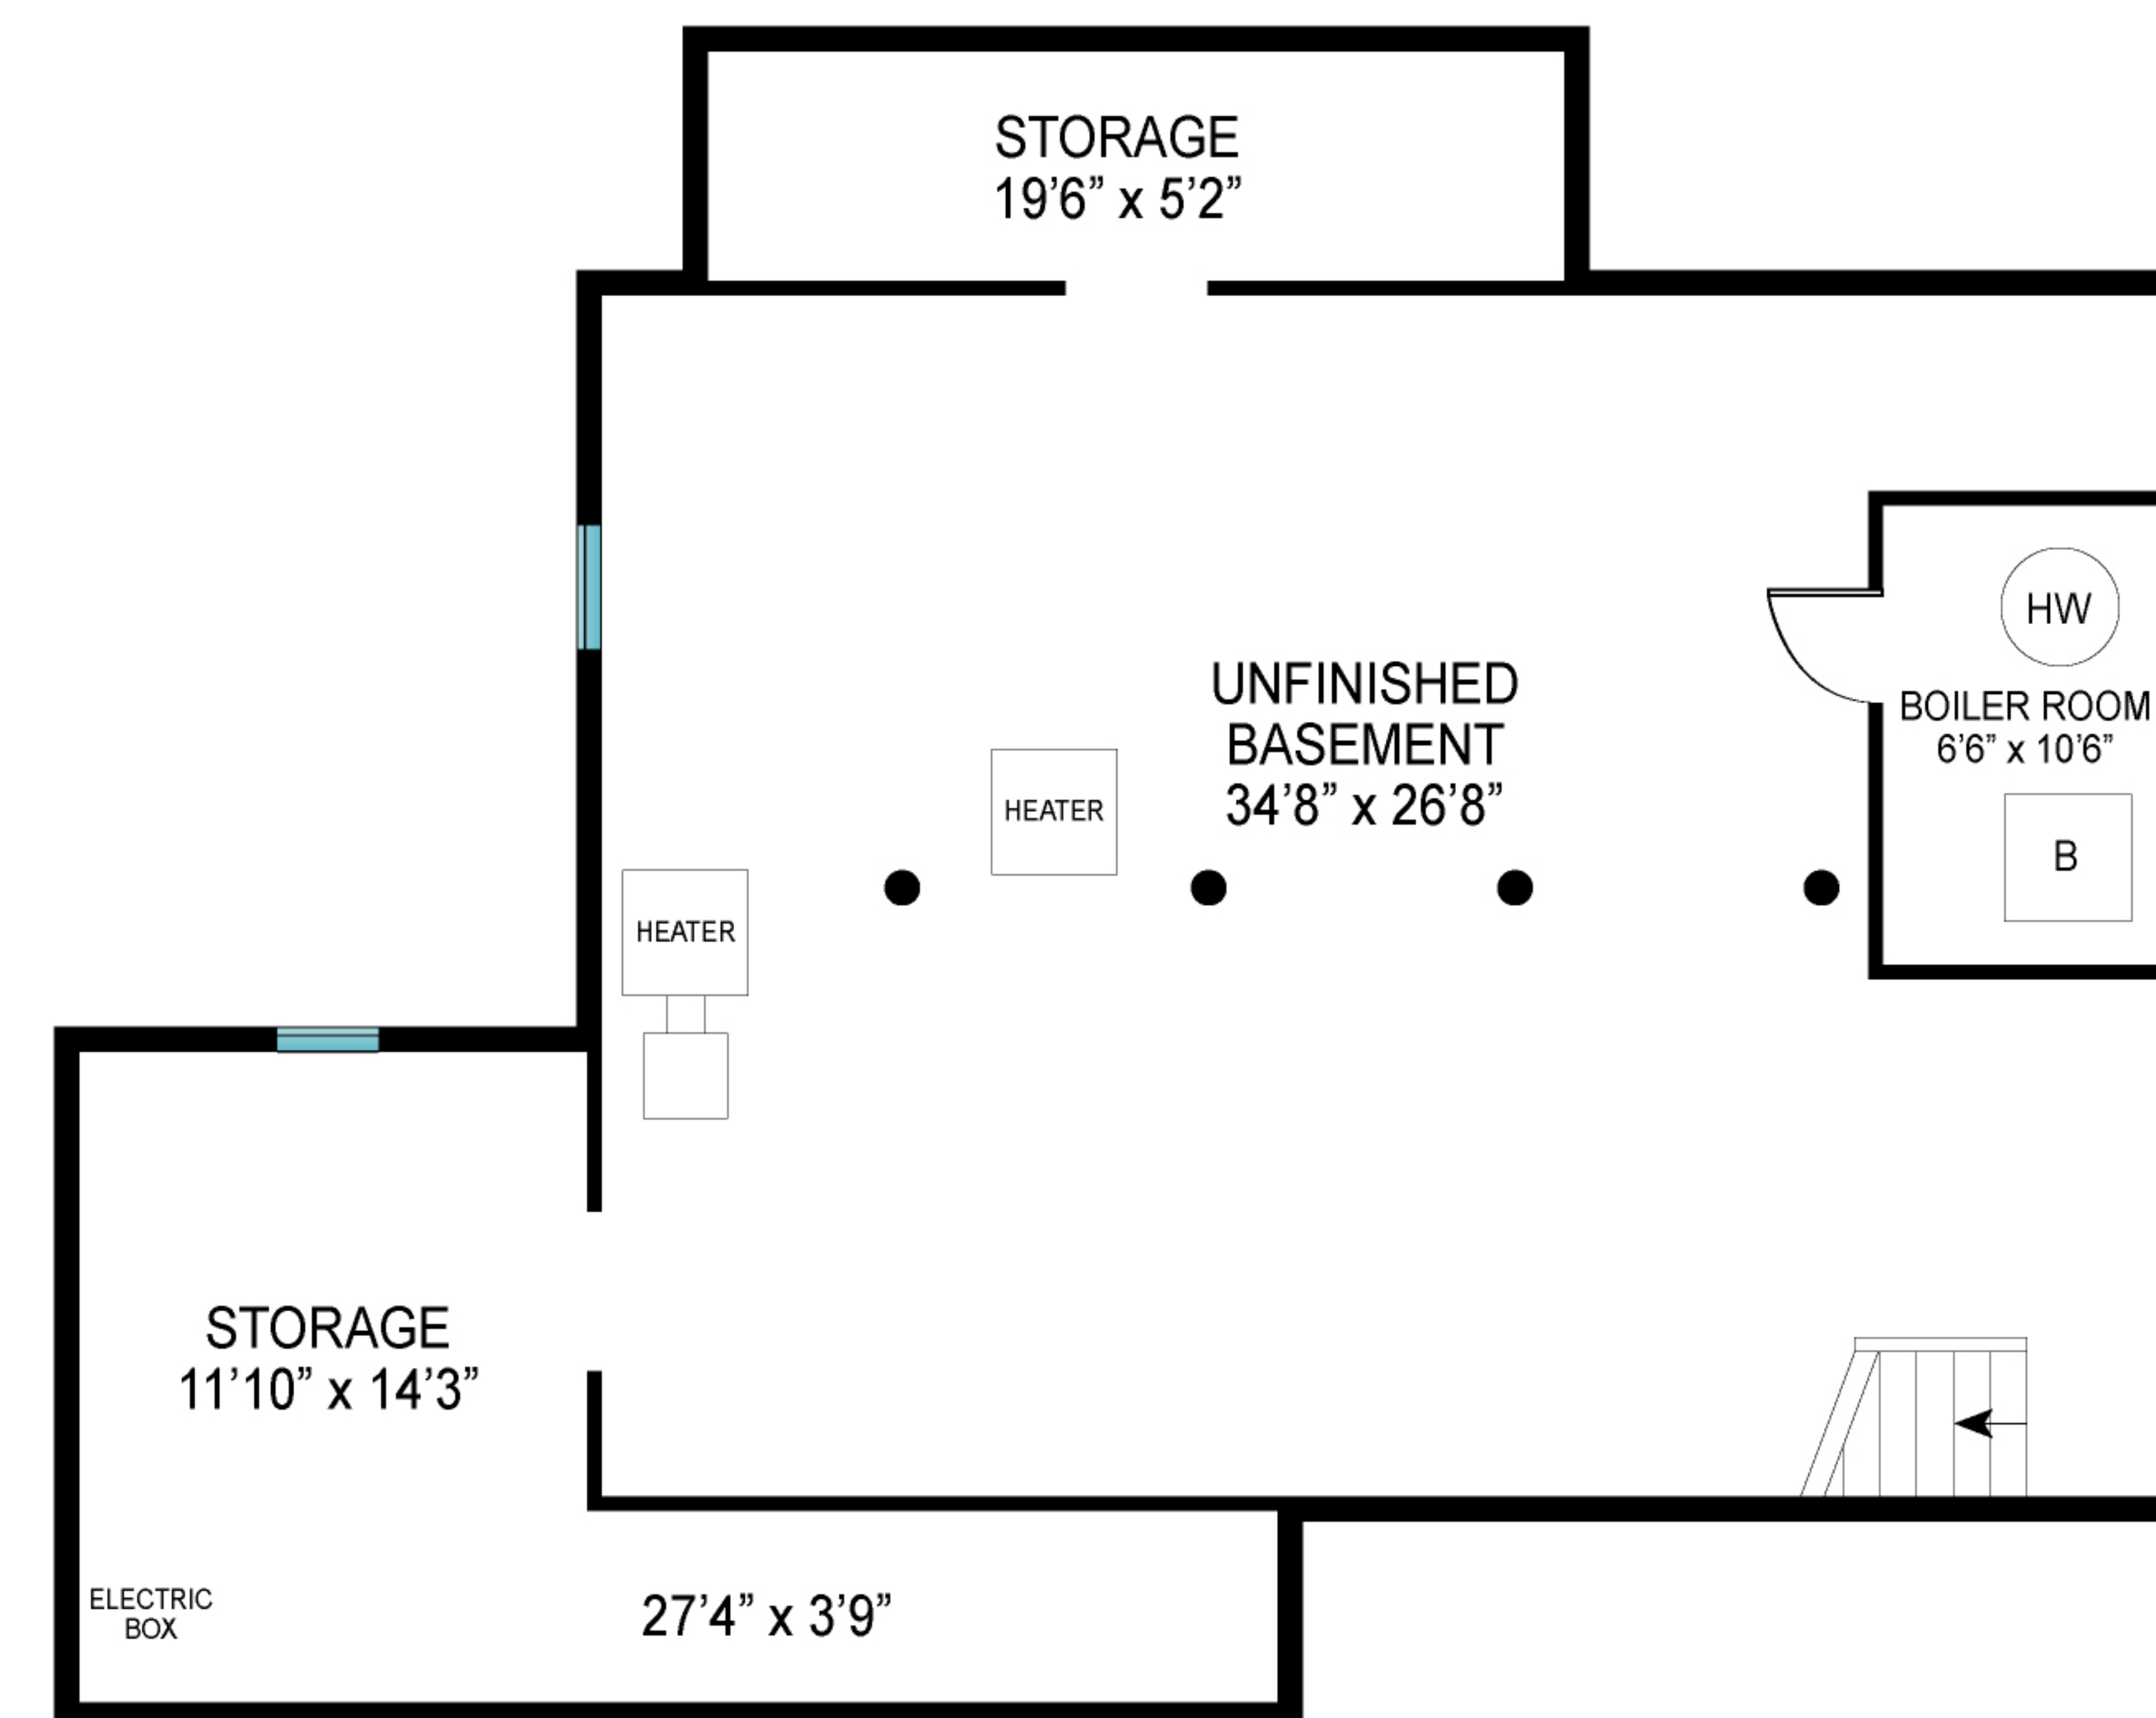 STORAGE
19’6” x 5’2”
UNFINISHED
BASEMENT
34’8” x 26’8”
HEATER
HEATER
HW
BOILER ROOM
6’6” x 10’6”
B
STORAGE
11’10” x 14’3”
ELECTRIC
BOX
27’4” x 3’9”